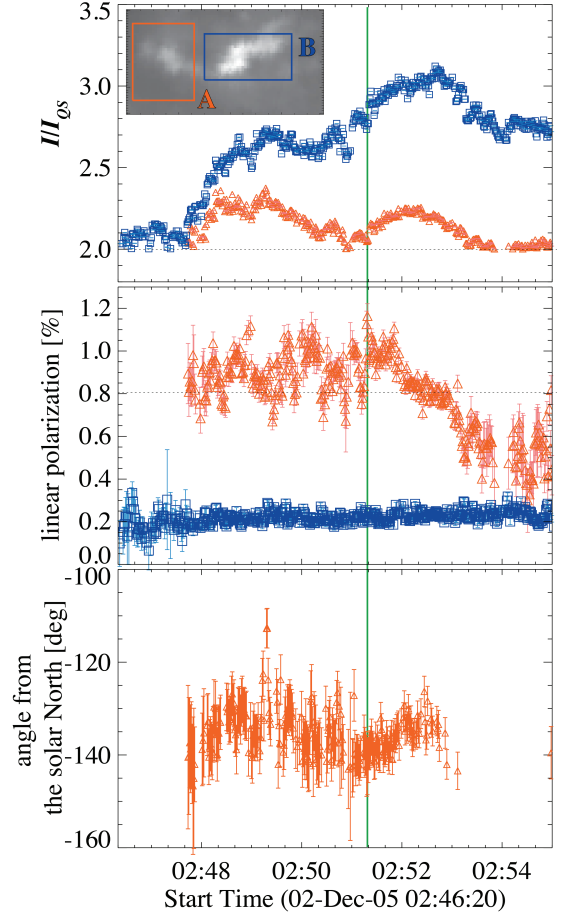 B
A
I/I_QS
3.5
3.0
2.5
2.0
linear polarization [%]
1.2
1.0
0.8
0.6
0.4
0.2
0.0
angle from
the solar North [deg]
-100
-120
-140
-160
02:48 02:50 02:52 02:54
Start Time (02-Dec-05 02:46:20)